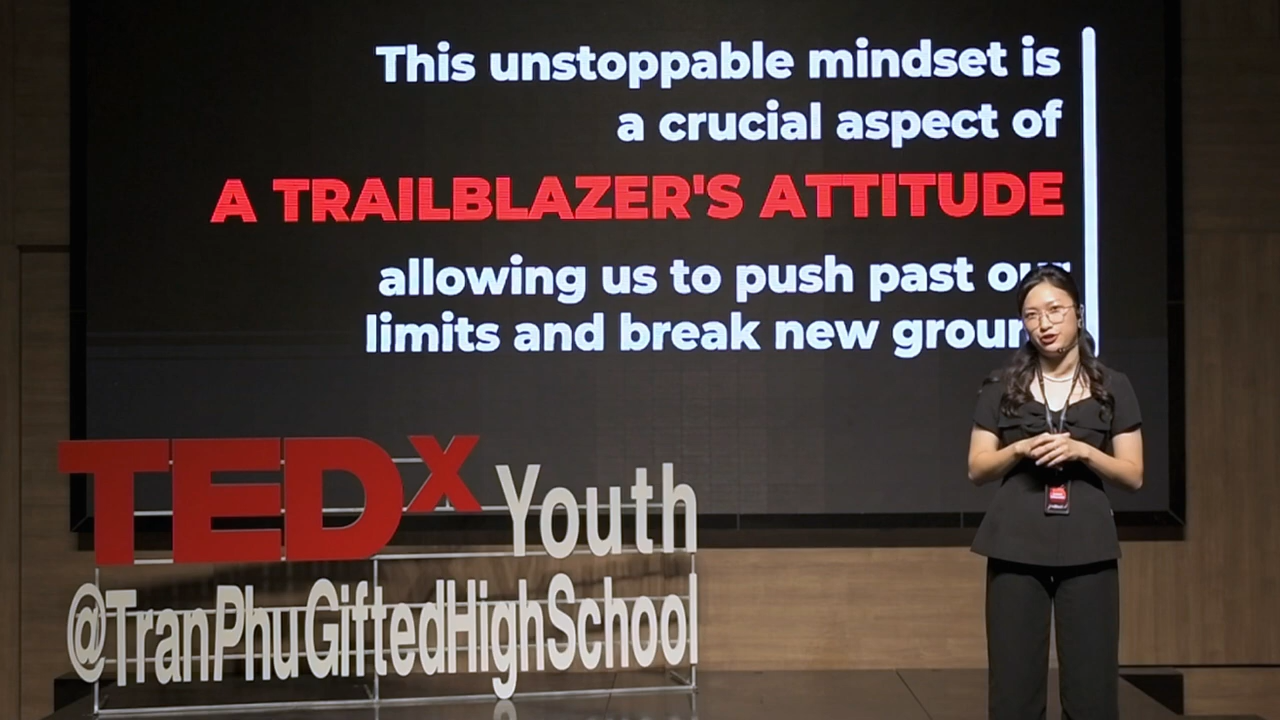 This unstoppable mindset is
a crucial aspect of
A TRAILBLAZER'S ATTITUDE
allowing us to push past our
limits and break new
TEDx Youth
@TranPhuGiftedHighSchool